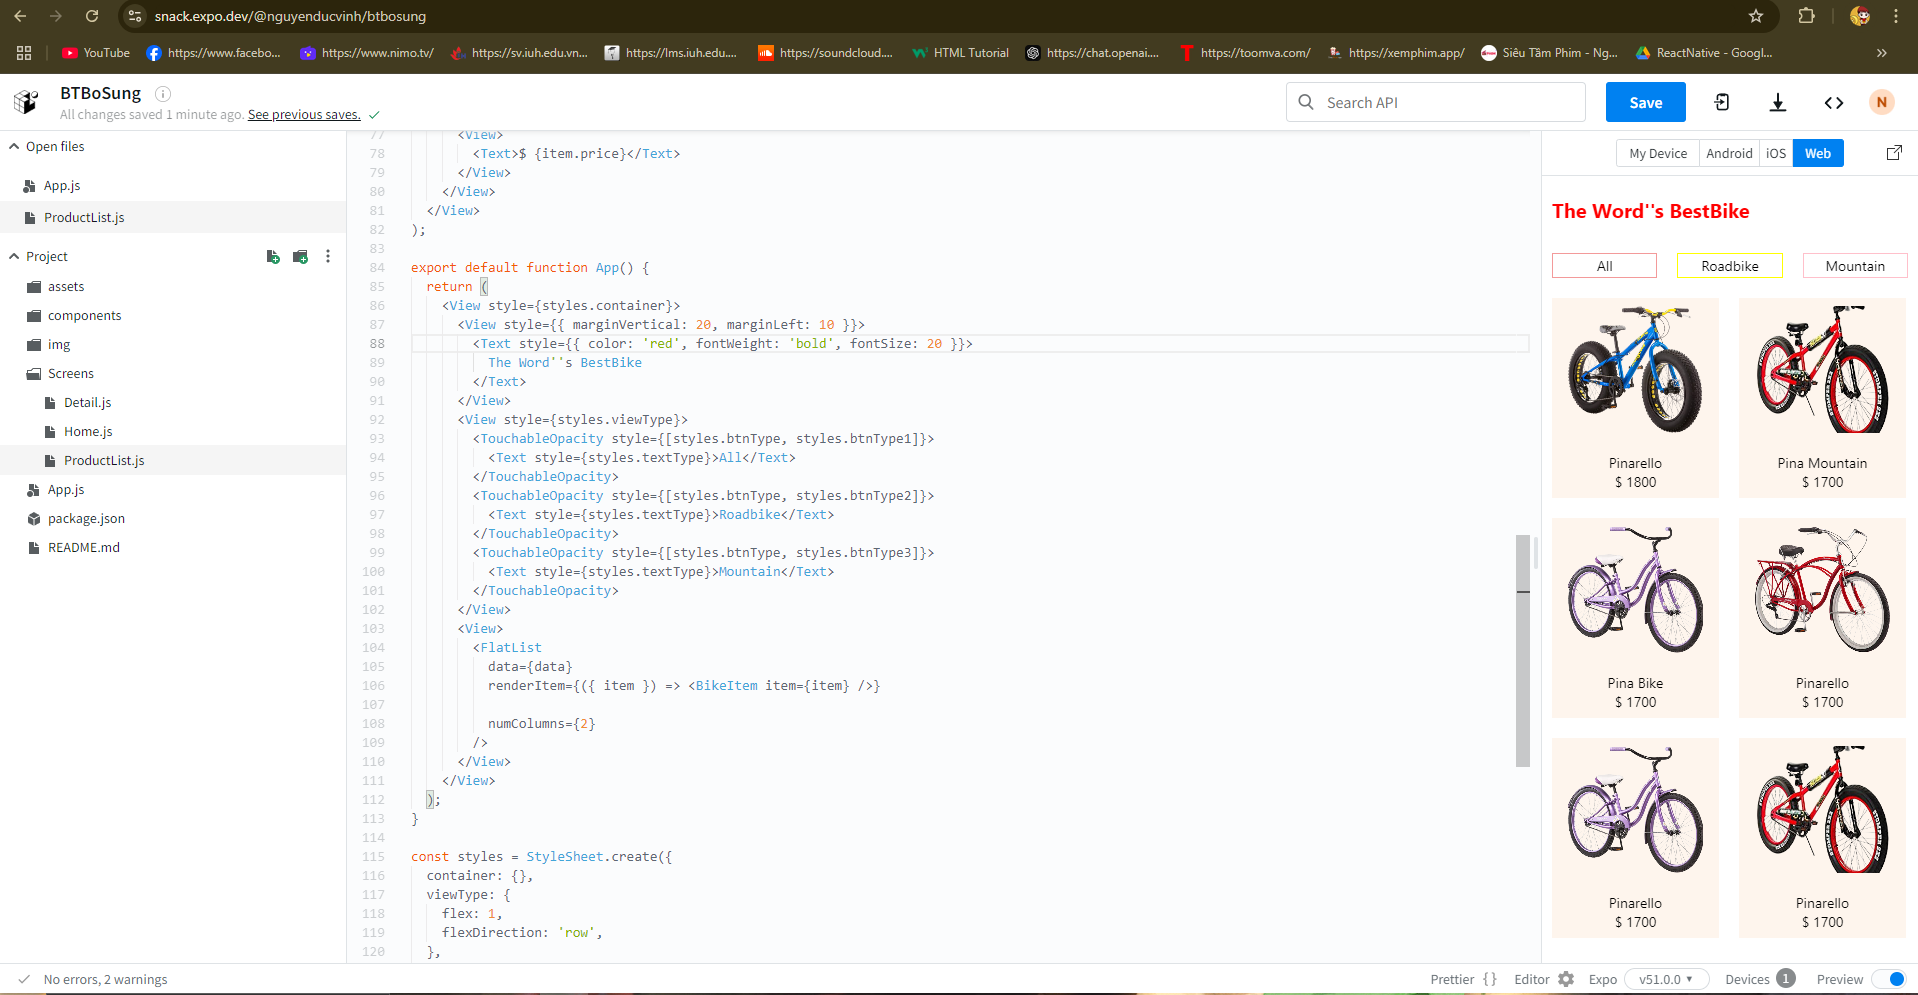 snack.expo.dev/@nguyenducvinh/btbosung
YouTube
https://www.facebo...
https://www.nimo.tv/
https://sv.iuh.edu.vn...
https://lms.iuh.edu....
https://soundcloud....
HTML Tutorial
https://chat.openai....
https://toomva.com/
https://xemphim.app/
Siêu Tầm Phim - Ng...
ReactNative - Googl...
BTBoSung
All changes saved 1 minute ago. See previous saves.
Search API
Save
N
Open files
App.js
ProductList.js
Project
assets
components
img
Screens
Detail.js
Home.js
ProductList.js
App.js
package.json
README.md
77 <View>
78 <Text>$ {item.price}</Text>
79 </View>
80 </View>
81 </View>
82 );
83
84 export default function App() {
85 return (
86 <View style={styles.container}>
87 <View style={{ marginVertical: 20, marginLeft: 10 }}>
88 <Text style={{ color: 'red', fontWeight: 'bold', fontSize: 20 }}>
89 The Word''s BestBike
90 </Text>
91 </View>
92 <View style={styles.viewType}>
93 <TouchableOpacity style={[styles.btnType, styles.btnType1]}>
94 <Text style={styles.textType}>All</Text>
95 </TouchableOpacity>
96 <TouchableOpacity style={[styles.btnType, styles.btnType2]}>
97 <Text style={styles.textType}>Roadbike</Text>
98 </TouchableOpacity>
99 <TouchableOpacity style={[styles.btnType, styles.btnType3]}>
100 <Text style={styles.textType}>Mountain</Text>
101 </TouchableOpacity>
102 </View>
103 <View>
104 <FlatList
105 data={data}
106 renderItem={({ item }) => <BikeItem item={item} />}
107
108 numColumns={2}
109 />
110 </View>
111 </View>
112 );
113 }
114
115 const styles = StyleSheet.create({
116 container: {},
117 viewType: {
118 flex: 1,
119 flexDirection: 'row',
120 },
My Device Android iOS Web
The Word''s BestBike
All Roadbike Mountain
Pinarello
$ 1800
Pina Mountain
$ 1700
Pina Bike
$ 1700
Pinarello
$ 1700
Pinarello
$ 1700
Pinarello
$ 1700
No errors, 2 warnings
Prettier { } Editor Expo v51.0.0 Devices 1 Preview